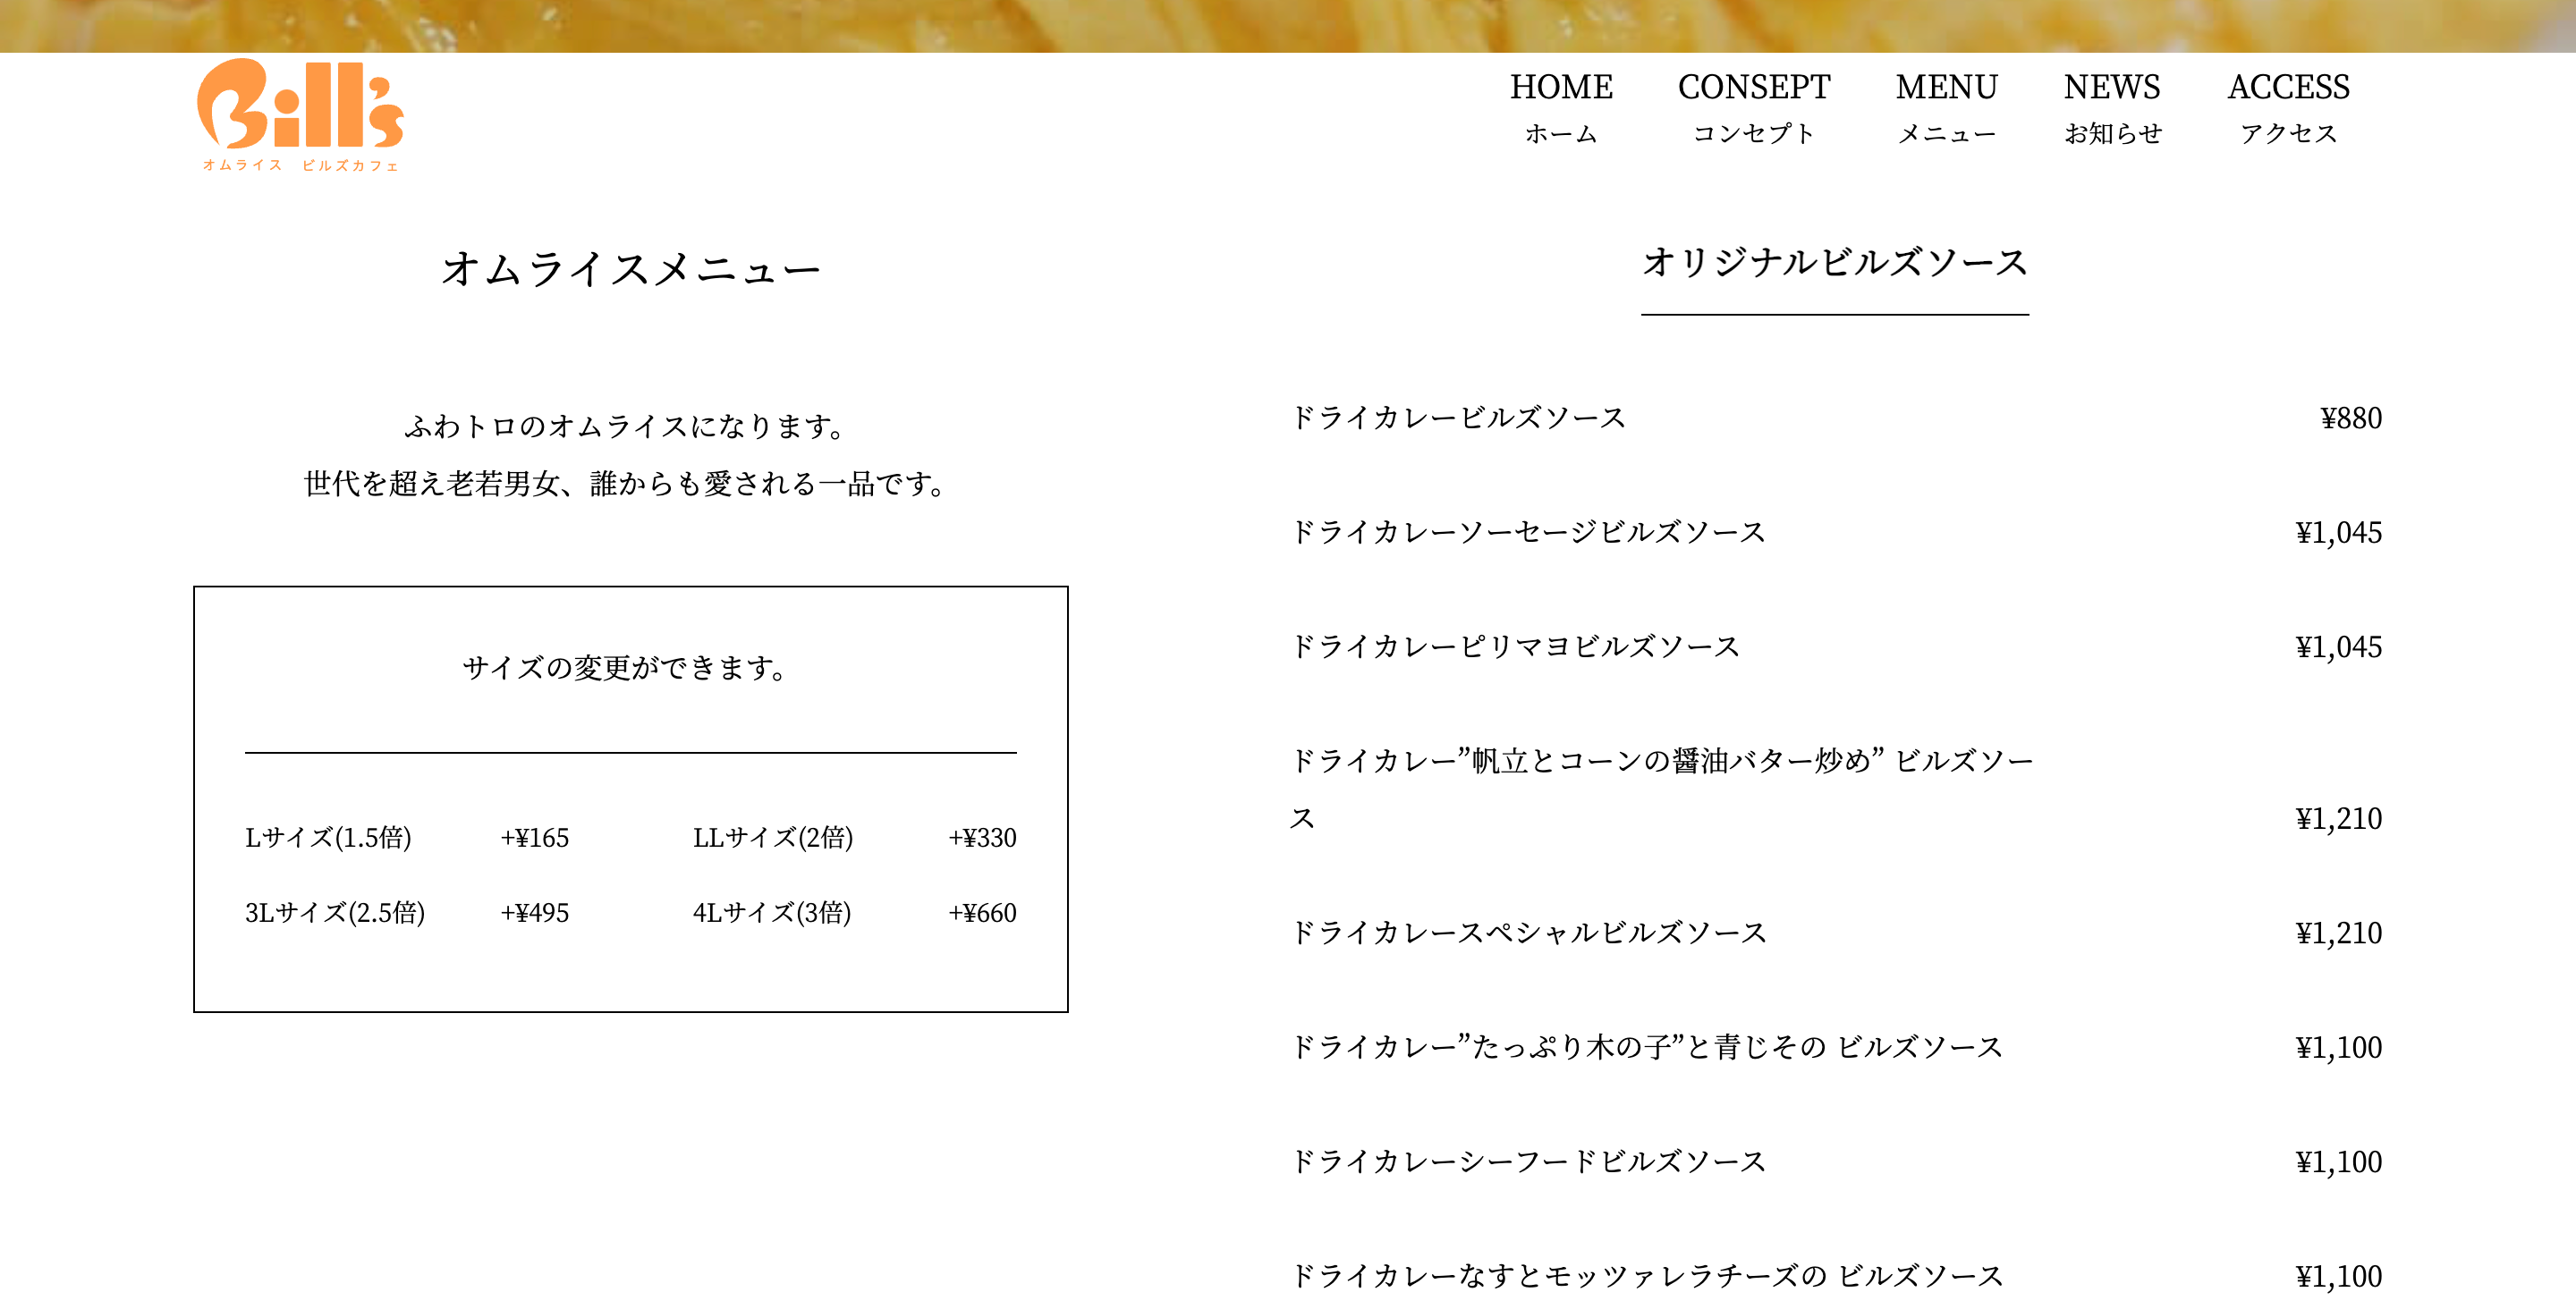 Bill's
オムライス ビルズカフェ
HOME CONSEPT MENU NEWS ACCESS
ホーム コンセプト メニュー お知らせ アクセス
オムライスメニュー
ふわトロのオムライスになります。
世代を超え老若男女、誰からも愛される一品です。
サイズの変更ができます。
Lサイズ(1.5倍) +¥165 LLサイズ(2倍) +¥330
3Lサイズ(2.5倍) +¥495 4Lサイズ(3倍) +¥660
オリジナルビルズソース
ドライカレービルズソース ¥880
ドライカレーソーセージビルズソース ¥1,045
ドライカレーピリマヨビルズソース ¥1,045
ドライカレー”帆立とコーンの醤油バター炒め” ビルズソー
ス ¥1,210
ドライカレースペシャルビルズソース ¥1,210
ドライカレー”たっぷり木の子”と青じその ビルズソース ¥1,100
ドライカレーシーフードビルズソース ¥1,100
ドライカレーなすとモッツァレラチーズの ビルズソース ¥1,100